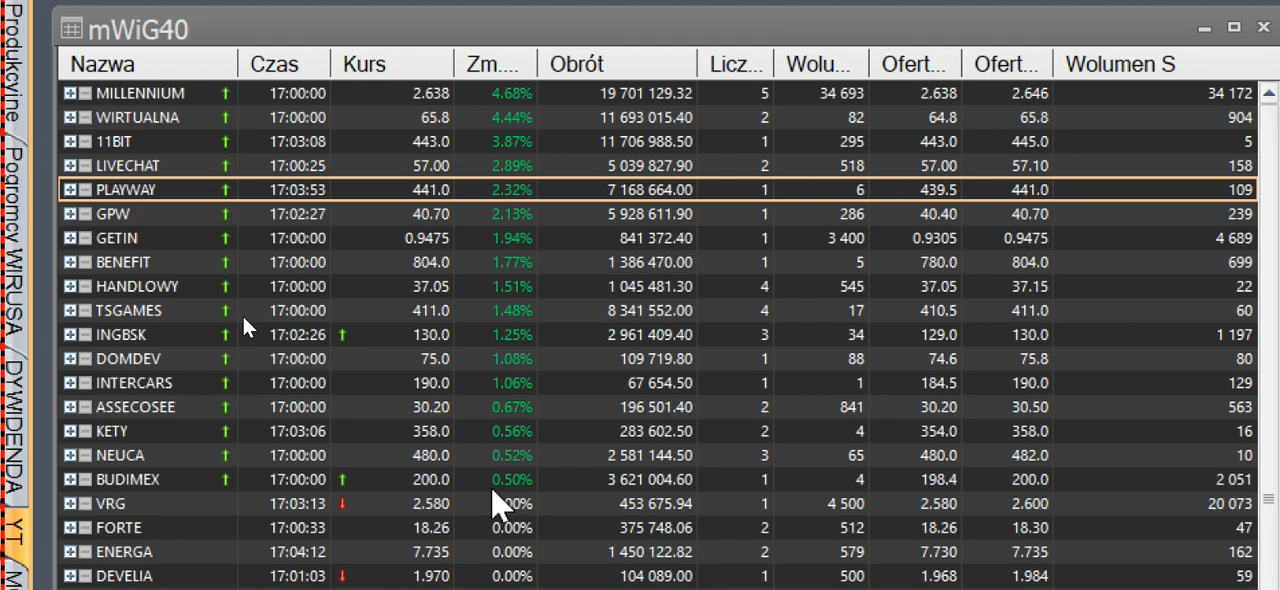 mWiG40
Nazwa Czas Kurs Zm.... Obrót Licz... Wolu... Ofert... Ofert... Wolumen S
MILLENNIUM 17:00:00 2.638 4.68% 19 701 129.32 5 34 693 2.638 2.646 34 172
WIRTUALNA 17:00:00 65.8 4.44% 11 693 015.40 2 82 64.8 65.8 904
11BIT 17:03:08 443.0 3.87% 11 706 988.50 1 295 443.0 445.0 5
LIVECHAT 17:00:25 57.00 2.89% 5 039 827.90 2 518 57.00 57.10 158
PLAYWAY 17:03:53 441.0 2.32% 7 168 664.00 1 6 439.5 441.0 109
GPW 17:02:27 40.70 2.13% 5 928 611.90 1 286 40.40 40.70 239
GETIN 17:00:00 0.9475 1.94% 841 372.40 1 3 400 0.9305 0.9475 4 689
BENEFIT 17:00:00 804.0 1.77% 1 386 470.00 1 5 780.0 804.0 699
HANDLOWY 17:00:00 37.05 1.51% 1 045 481.30 4 545 37.05 37.15 22
TSGAMES 17:00:00 411.0 1.48% 8 341 552.00 4 17 410.5 411.0 60
INGBSK 17:02:26 130.0 1.25% 2 961 409.40 3 34 129.0 130.0 1 197
DOMDEV 17:00:00 75.0 1.08% 109 719.80 1 88 74.6 75.8 80
INTERCARS 17:00:00 190.0 1.06% 67 654.50 1 1 184.5 190.0 129
ASSECOSEE 17:00:00 30.20 0.67% 196 501.40 2 841 30.20 30.50 563
KETY 17:03:06 358.0 0.56% 283 602.50 2 4 354.0 358.0 16
NEUCA 17:00:00 480.0 0.52% 2 581 144.50 3 65 480.0 482.0 10
BUDIMEX 17:00:00 200.0 0.50% 3 621 004.60 1 4 198.4 200.0 2 051
VRG 17:03:13 2.580 0.00% 453 675.94 1 4 500 2.580 2.600 20 073
FORTE 17:00:33 18.26 0.00% 375 748.06 2 512 18.26 18.30 47
ENERGA 17:04:12 7.735 0.00% 1 450 122.82 2 579 7.730 7.735 162
DEVELIA 17:01:03 1.970 0.00% 104 089.00 1 500 1.968 1.984 59
Produkcyjne
Pogromcy WIRUSA
DYWIDENDA
YT